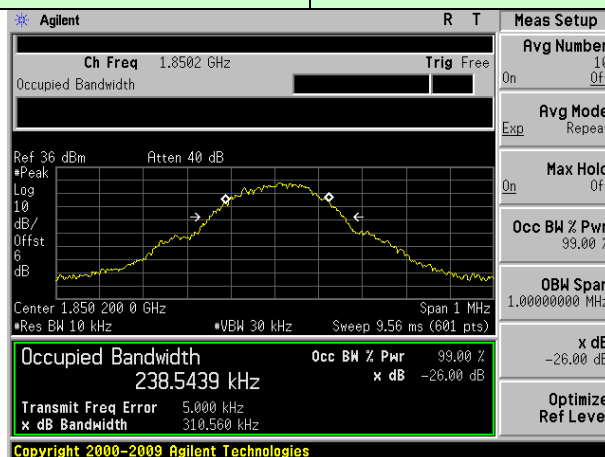 Agilent R T
Ch Freq 1.8502 GHz Trig Free
Occupied Bandwidth
Ref 36 dBm Atten 40 dB
#Peak
Log
10
dB/
Offst
6
dB
Center 1.850 200 0 GHz Span 1 MHz
#Res BW 10 kHz #VBW 30 kHz Sweep 9.56 ms (601 pts)
Occupied Bandwidth Occ BW % Pwr 99.00 %
238.5439 kHz x dB -26.00 dB
Transmit Freq Error 5.000 kHz
x dB Bandwidth 310.560 kHz
Copyright 2000-2009 Agilent Technologies
Meas Setup
Avg Number
10
On Off
Avg Mode
Exp Repeat
Max Hold
On Off
Occ BW % Pwr
99.00 %
OBW Span
1.00000000 MHz
x dB
-26.00 dB
Optimize
Ref Level